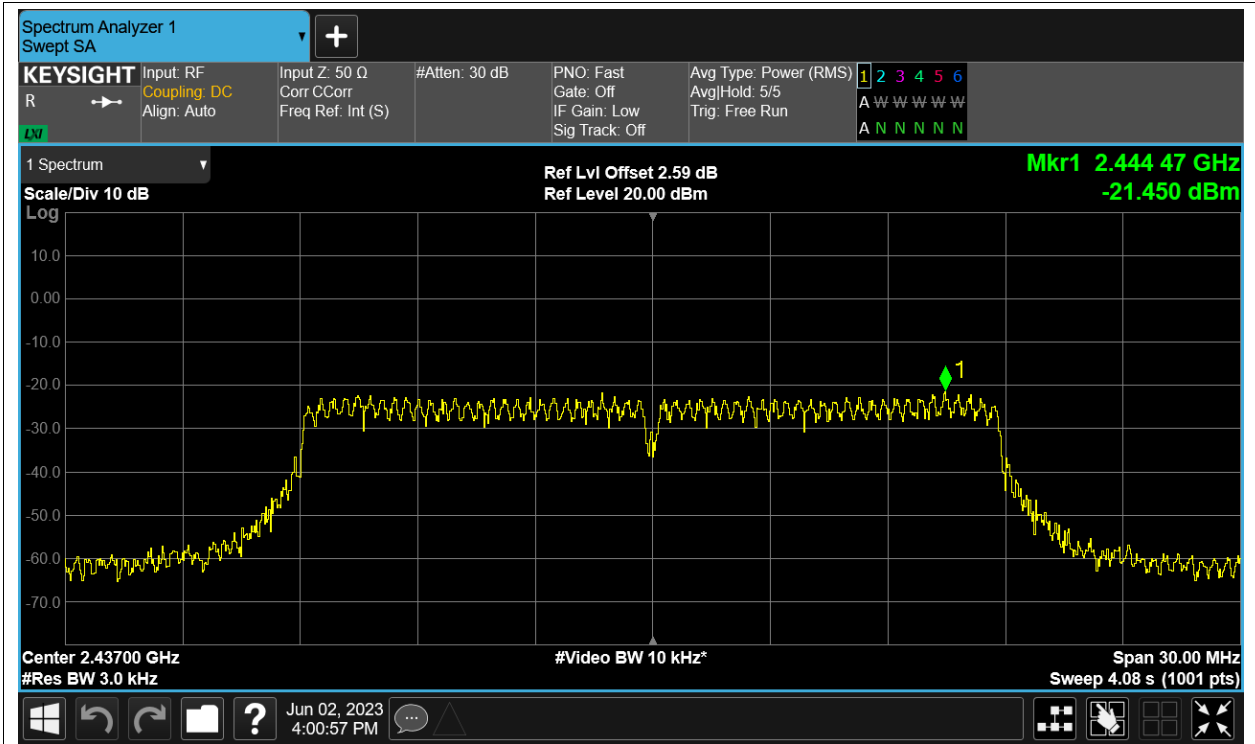 Spectrum Analyzer 1
Swept SA
KEYSIGHT
R
LXI
Input: RF
Coupling: DC
Align: Auto
Input Z: 50 Ω
Corr CCorr
Freq Ref: Int (S)
#Atten: 30 dB
PNO: Fast
Gate: Off
IF Gain: Low
Sig Track: Off
Avg Type: Power (RMS)
Avg|Hold: 5/5
Trig: Free Run
1 2 3 4 5 6
A W W W W W
A N N N N N
1 Spectrum
Scale/Div 10 dB
Ref Lvl Offset 2.59 dB
Ref Level 20.00 dBm
Mkr1 2.444 47 GHz
-21.450 dBm
Log
10.0
0.00
-10.0
-20.0
-30.0
-40.0
-50.0
-60.0
-70.0
1
Center 2.43700 GHz
#Res BW 3.0 kHz
#Video BW 10 kHz*
Span 30.00 MHz
Sweep 4.08 s (1001 pts)
?
Jun 02, 2023
4:00:57 PM